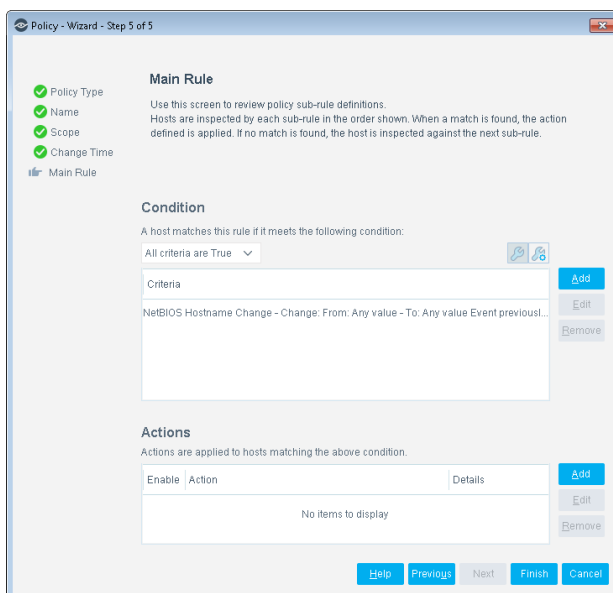 Policy - Wizard - Step 5 of 5
Policy Type
Name
Scope
Change Time
Main Rule
Main Rule
Use this screen to review policy sub-rule definitions.
Hosts are inspected by each sub-rule in the order shown. When a match is found, the action
defined is applied. If no match is found, the host is inspected against the next sub-rule.
Condition
A host matches this rule if it meets the following condition:
All criteria are True
Criteria
Add
NetBIOS Hostname Change - Change: From: Any value - To: Any value Event previousl...
Edit
Remove
Actions
Actions are applied to hosts matching the above condition.
Enable Action Details
Add
Edit
No items to display
Remove
Help Previous Next Finish Cancel